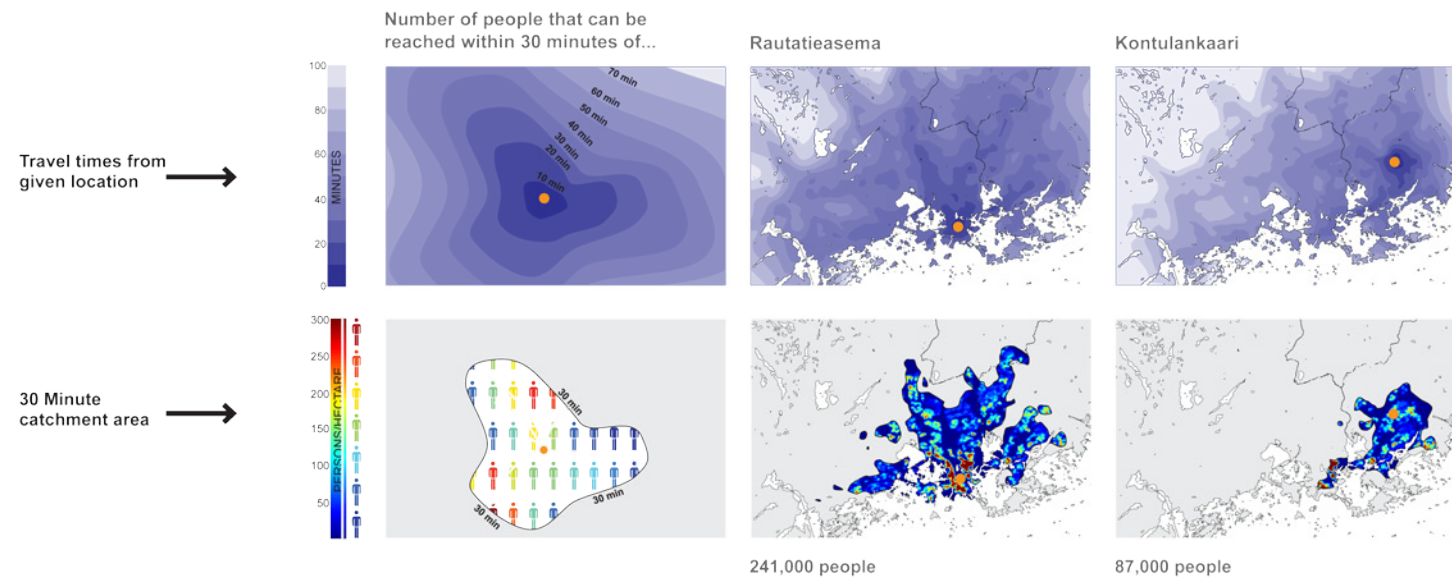 Number of people that can be
reached within 30 minutes of...
Rautatieasema
Kontulankaari
Travel times from
given location
100
80
60
40
20
0
MINUTES
70 min
60 min
50 min
40 min
30 min
20 min
10 min
30 Minute
catchment area
300
250
200
150
100
50
PERSONS/HECTARE
30 min
30 min
30 min
241,000 people
87,000 people